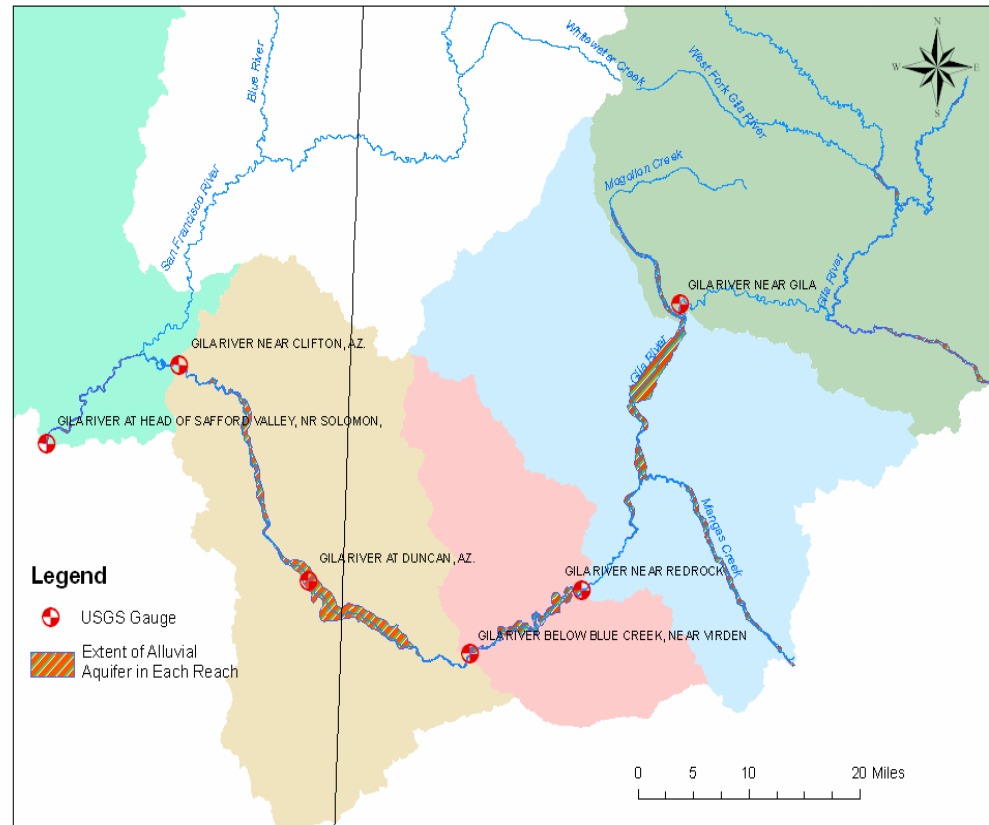 N
W
E
S
Whitewater Creek
West Fork Gila River
Blue River
Mogollon Creek
San Francisco River
Gila River
GILA RIVER NEAR GILA
GILA RIVER NEAR CLIFTON, AZ.
Gila River
GILA RIVER AT HEAD OF SAFFORD VALLEY, NR SOLOMON,
Mangas Creek
GILA RIVER AT DUNCAN, AZ.
GILA RIVER NEAR REDROCK
Legend
USGS Gauge
GILA RIVER BELOW BLUE CREEK, NEAR VIRDEN
Extent of Alluvial
Aquifer in Each Reach
0 5 10 20 Miles